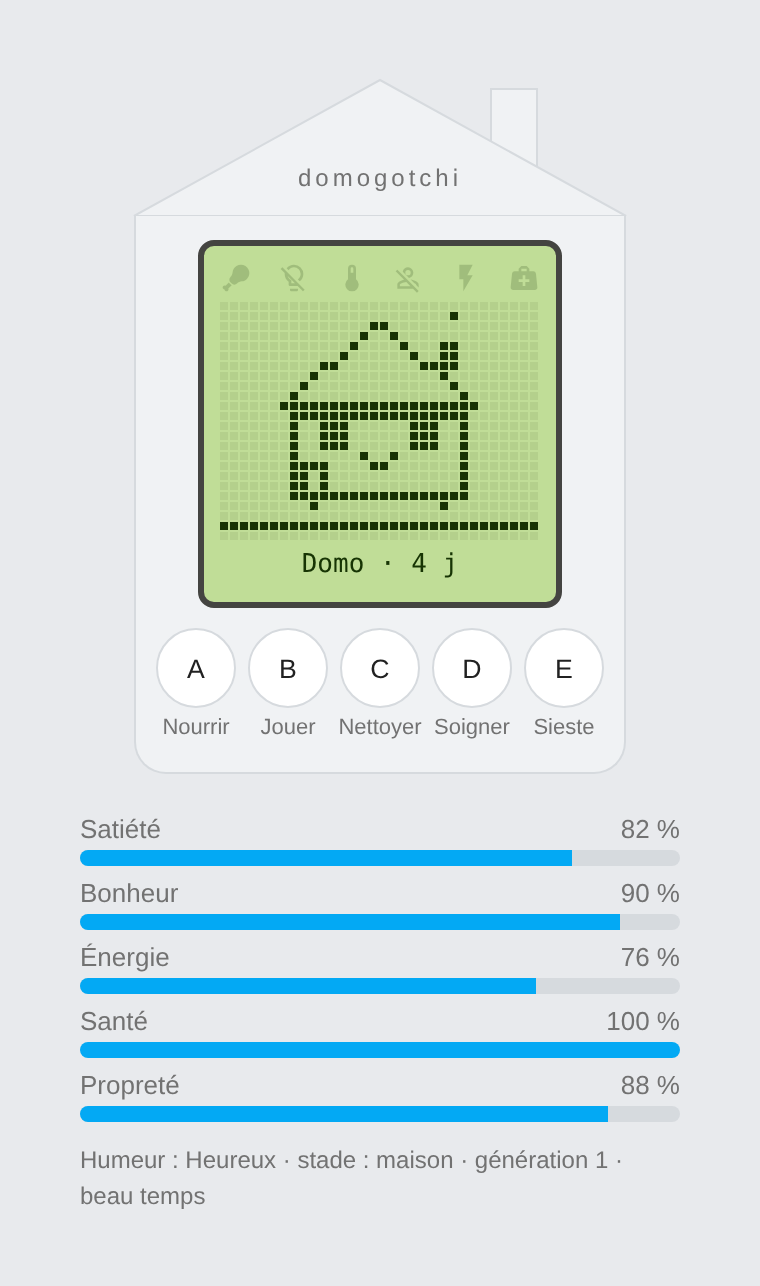 domogotchi
Domo · 4 j
A B C D E
Nourrir Jouer Nettoyer Soigner Sieste
Satiété 82 %
Bonheur 90 %
Énergie 76 %
Santé 100 %
Propreté 88 %
Humeur : Heureux · stade : maison · génération 1 ·
beau temps